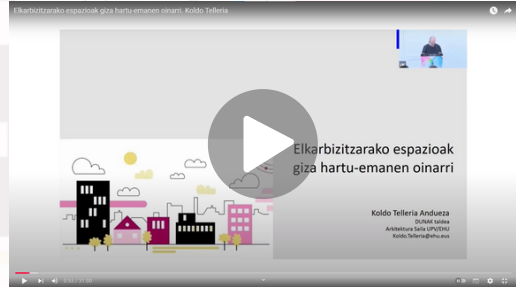 Elkarbizitzarako espazioak giza hartu-emanen oinarri. Koldo Telleria
Elkarbizitzarako espazioak
giza hartu-emanen oinarri
Koldo Telleria Andueza
DUNAK taldea
Arkitektura Saila UPV/EHU
Koldo.Telleria@ehu.eus